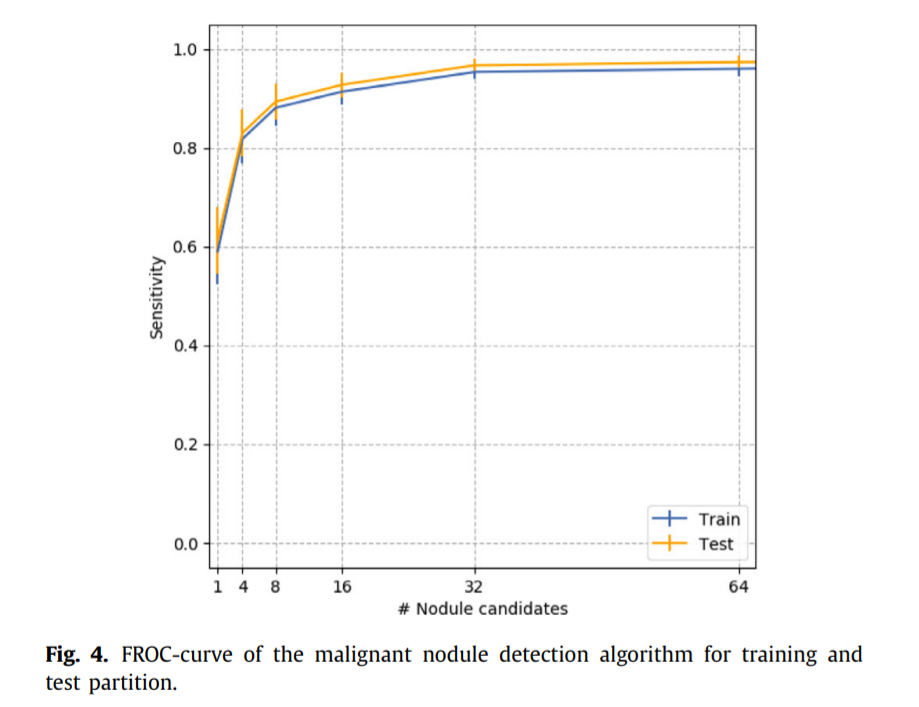 1.0
0.8
0.6
0.4
0.2
0.0
Sensitivity
Train
Test
1 4 8 16 32 64
# Nodule candidates
Fig. 4. FROC-curve of the malignant nodule detection algorithm for training and
test partition.